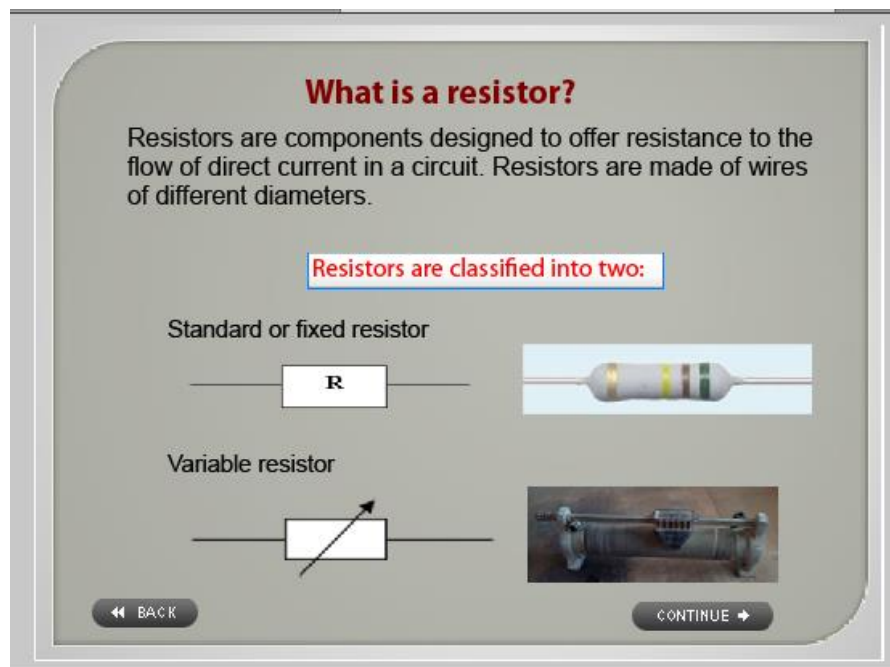 What is a resistor?
Resistors are components designed to offer resistance to the
flow of direct current in a circuit. Resistors are made of wires
of different diameters.
Resistors are classified into two:
Standard or fixed resistor
R
Variable resistor
BACK
CONTINUE